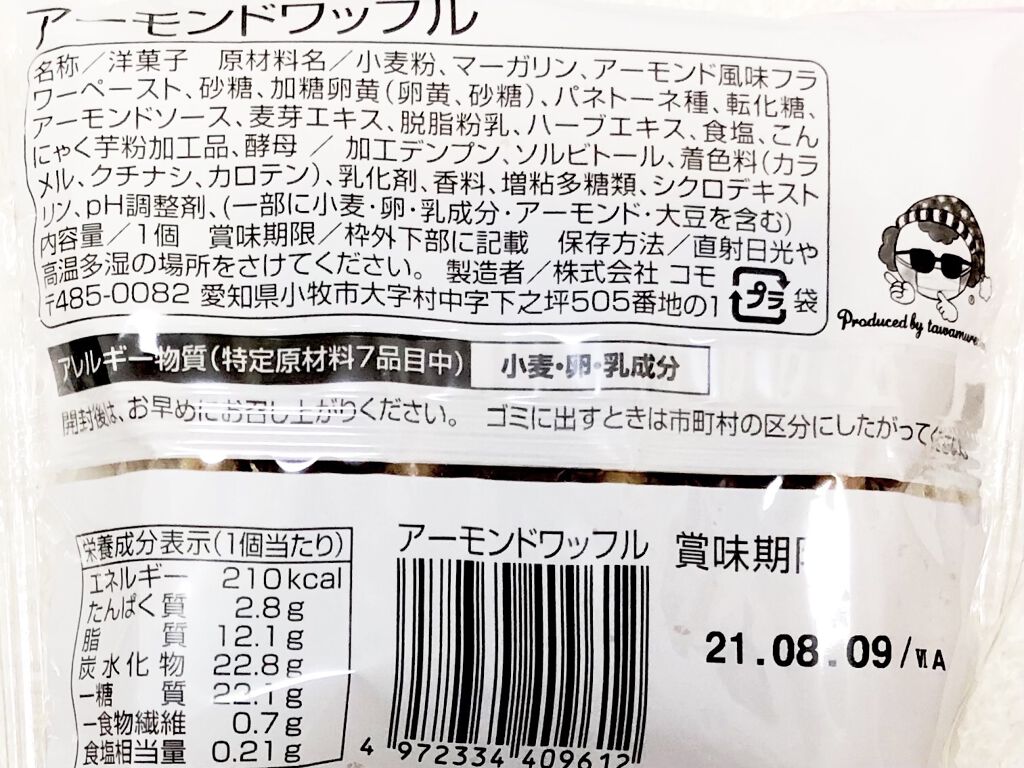 アーモンドワッフル
名称／洋菓子　原材料名／小麦粉、マーガリン、アーモンド風味フラ
ワーペースト、砂糖、加糖卵黄(卵黄、砂糖)、パネトーネ種、転化糖、
アーモンドソース、麦芽エキス、脱脂粉乳、ハーブエキス、食塩、こん
にゃく芋粉加工品、酵母 ／ 加工デンプン、ソルビトール、着色料(カラ
メル、クチナシ、カロテン)、乳化剤、香料、増粘多糖類、シクロデキスト
リン、pH調整剤、(一部に小麦・卵・乳成分・アーモンド・大豆を含む)
内容量／1個　賞味期限／枠外下部に記載　保存方法／直射日光や
高温多湿の場所をさけてください。 製造者／株式会社 コモ
〒485-0082 愛知県小牧市大字村中字下之坪505番地の1
プラ 袋
Produced by tawamure
アレルギー物質(特定原材料7品目中) 小麦・卵・乳成分
開封後は、お早めにお召し上がりください。 ゴミに出すときは市町村の区分にしたがってください。
栄養成分表示(1個当たり)
エネルギー 210kcal
たんぱく質 2.8g
脂質 12.1g
炭水化物 22.8g
－糖質 22.1g
－食物繊維 0.7g
食塩相当量 0.21g
アーモンドワッフル
4 972334 409612
賞味期限
21.08.09/